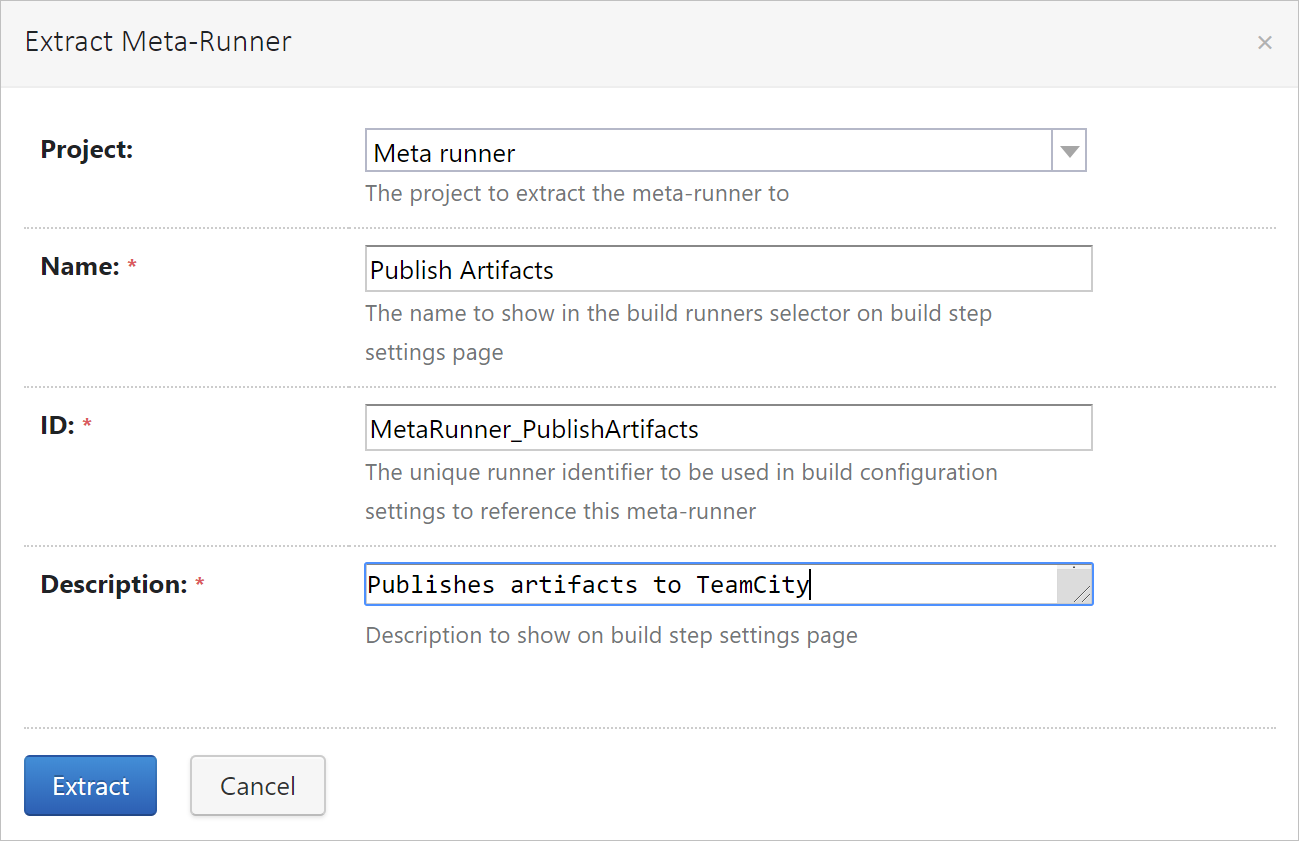 Extract Meta-Runner
×
Project:
Meta runner
The project to extract the meta-runner to
Name: *
Publish Artifacts
The name to show in the build runners selector on build step
settings page
ID: *
MetaRunner_PublishArtifacts
The unique runner identifier to be used in build configuration
settings to reference this meta-runner
Description: *
Publishes artifacts to TeamCity
Description to show on build step settings page
Extract
Cancel